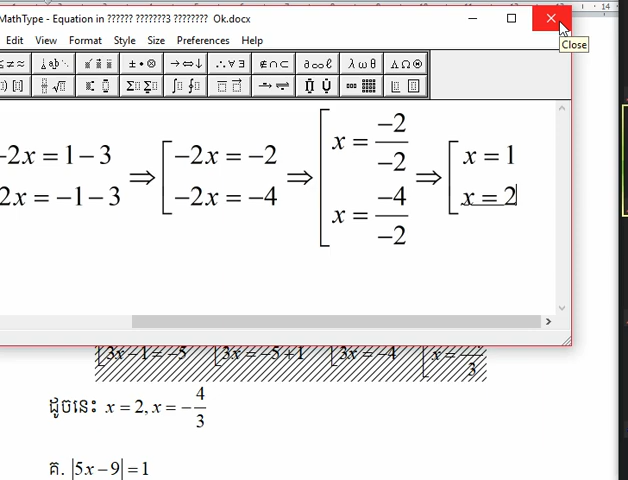 MathType - Equation in ?????? ???????3 ???????? Ok.docx
Edit View Format Style Size Preferences Help
Close
-2x = 1 - 3 ⇒ [ -2x = -2 ⇒ [ x = -2/-2 ⇒ [ x = 1
2x = -1 - 3 -2x = -4 x = -4/-2 x = 2
3x - 1 = -5 3x = -5 + 1 3x = -4 x = 3
ដូចនេះ x = 2, x = -4/3
គ. |5x - 9| = 1